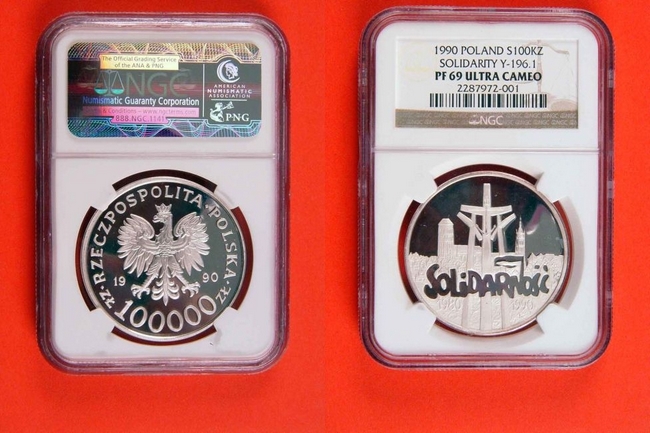 The Official Grading Service
of the ANA & PNG
NGC
Numismatic Guaranty Corporation
888.NGC.1141
AMERICAN
NUMISMATIC
ASSOCIATION
PNG
RZECZPOSPOLITA·POLSKA
19 90
ZŁ 100000 ZŁ
1990 POLAND S100KZ
SOLIDARITY Y-196.1
PF 69 ULTRA CAMEO
2287972-001
NGC
SOLiDARNOŚĆ
1980 1990